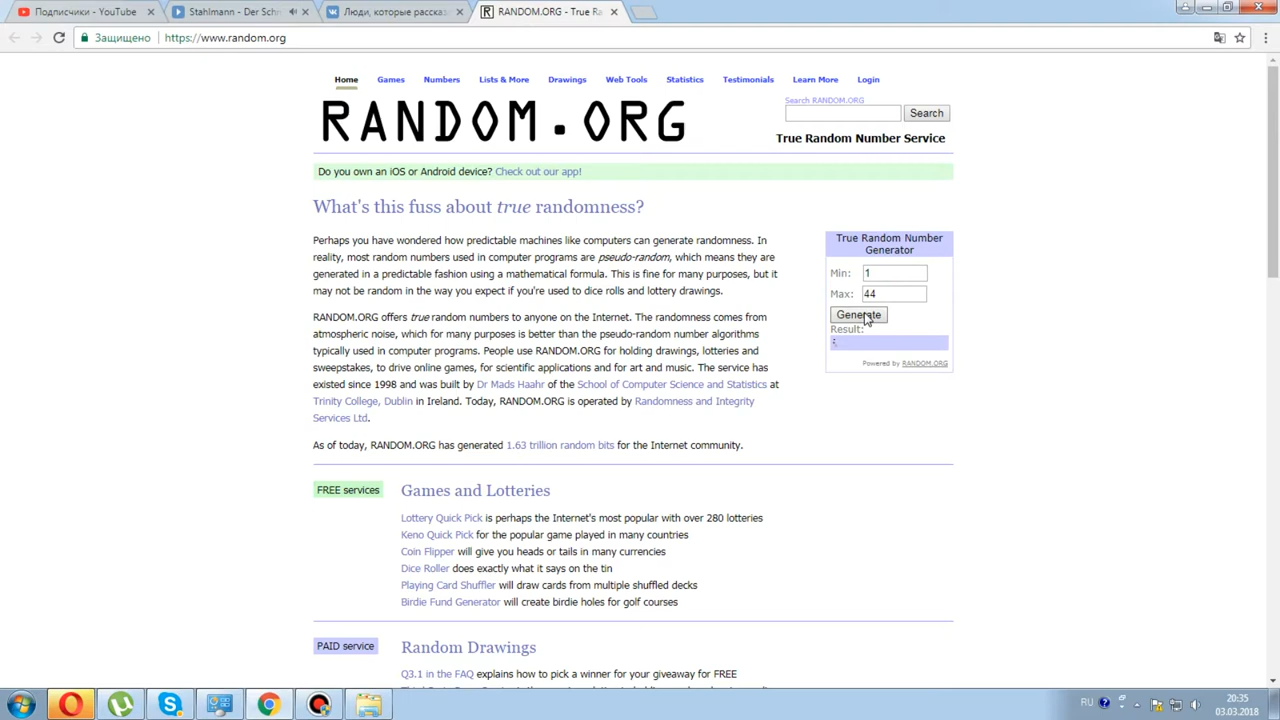 Подписчики - YouTube
Stahlmann - Der Schr
Люди, которые рассказ
RANDOM.ORG - True Ra
Защищено
https://www.random.org
Home Games Numbers Lists & More Drawings Web Tools Statistics Testimonials Learn More Login
RANDOM.ORG
Search RANDOM.ORG
Search
True Random Number Service
Do you own an iOS or Android device? Check out our app!
What's this fuss about true randomness?
Perhaps you have wondered how predictable machines like computers can generate randomness. In
reality, most random numbers used in computer programs are pseudo-random, which means they are
generated in a predictable fashion using a mathematical formula. This is fine for many purposes, but it
may not be random in the way you expect if you're used to dice rolls and lottery drawings.
RANDOM.ORG offers true random numbers to anyone on the Internet. The randomness comes from
atmospheric noise, which for many purposes is better than the pseudo-random number algorithms
typically used in computer programs. People use RANDOM.ORG for holding drawings, lotteries and
sweepstakes, to drive online games, for scientific applications and for art and music. The service has
existed since 1998 and was built by Dr Mads Haahr of the School of Computer Science and Statistics at
Trinity College, Dublin in Ireland. Today, RANDOM.ORG is operated by Randomness and Integrity
Services Ltd.
As of today, RANDOM.ORG has generated 1.63 trillion random bits for the Internet community.
True Random Number
Generator
Min: 1
Max: 44
Generate
Result:
Powered by RANDOM.ORG
FREE services
Games and Lotteries
Lottery Quick Pick is perhaps the Internet's most popular with over 280 lotteries
Keno Quick Pick for the popular game played in many countries
Coin Flipper will give you heads or tails in many currencies
Dice Roller does exactly what it says on the tin
Playing Card Shuffler will draw cards from multiple shuffled decks
Birdie Fund Generator will create birdie holes for golf courses
PAID service
Random Drawings
Q3.1 in the FAQ explains how to pick a winner for your giveaway for FREE
RU
20:35
03.03.2018